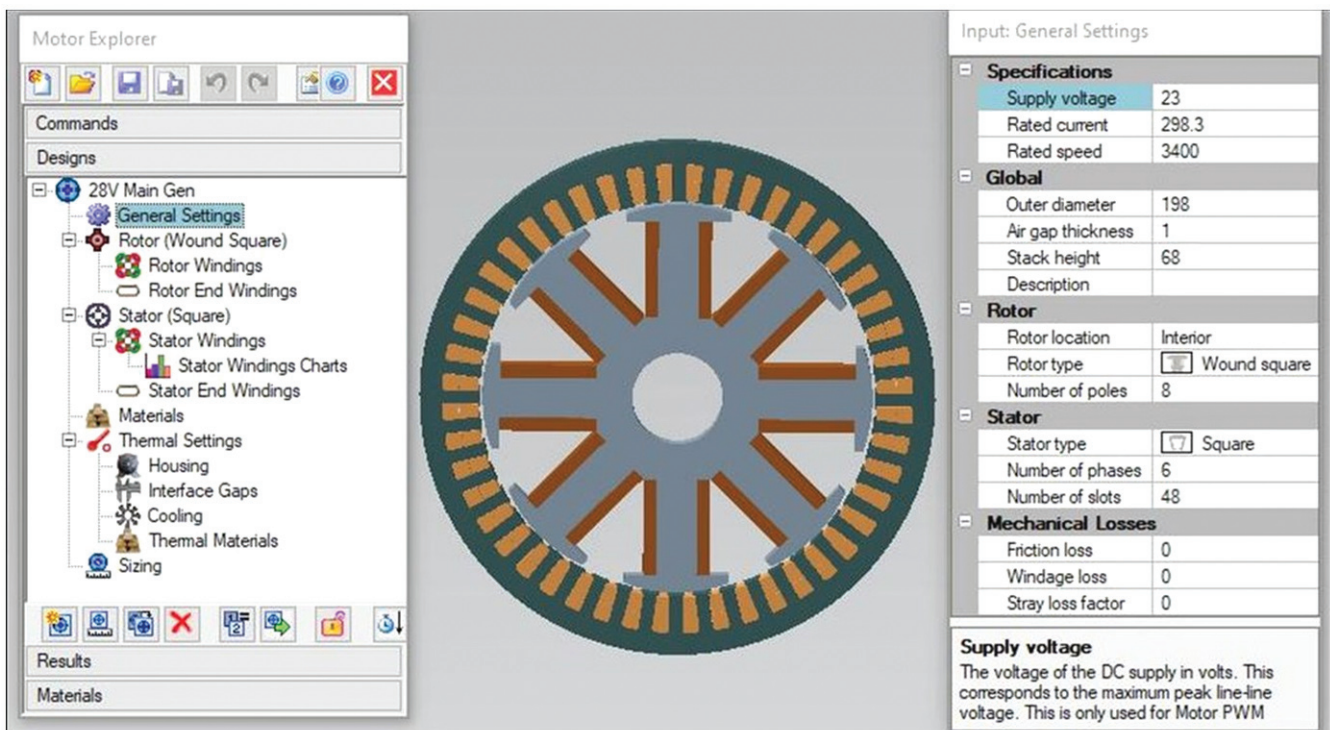 Motor Explorer
Commands
Designs
28V Main Gen
General Settings
Rotor (Wound Square)
Rotor Windings
Rotor End Windings
Stator (Square)
Stator Windings
Stator Windings Charts
Stator End Windings
Materials
Thermal Settings
Housing
Interface Gaps
Cooling
Thermal Materials
Sizing
Results
Materials
Input: General Settings
Specifications
Supply voltage 23
Rated current 298.3
Rated speed 3400
Global
Outer diameter 198
Air gap thickness 1
Stack height 68
Description
Rotor
Rotor location Interior
Rotor type Wound square
Number of poles 8
Stator
Stator type Square
Number of phases 6
Number of slots 48
Mechanical Losses
Friction loss 0
Windage loss 0
Stray loss factor 0
Supply voltage
The voltage of the DC supply in volts. This
corresponds to the maximum peak line-line
voltage. This is only used for Motor PWM